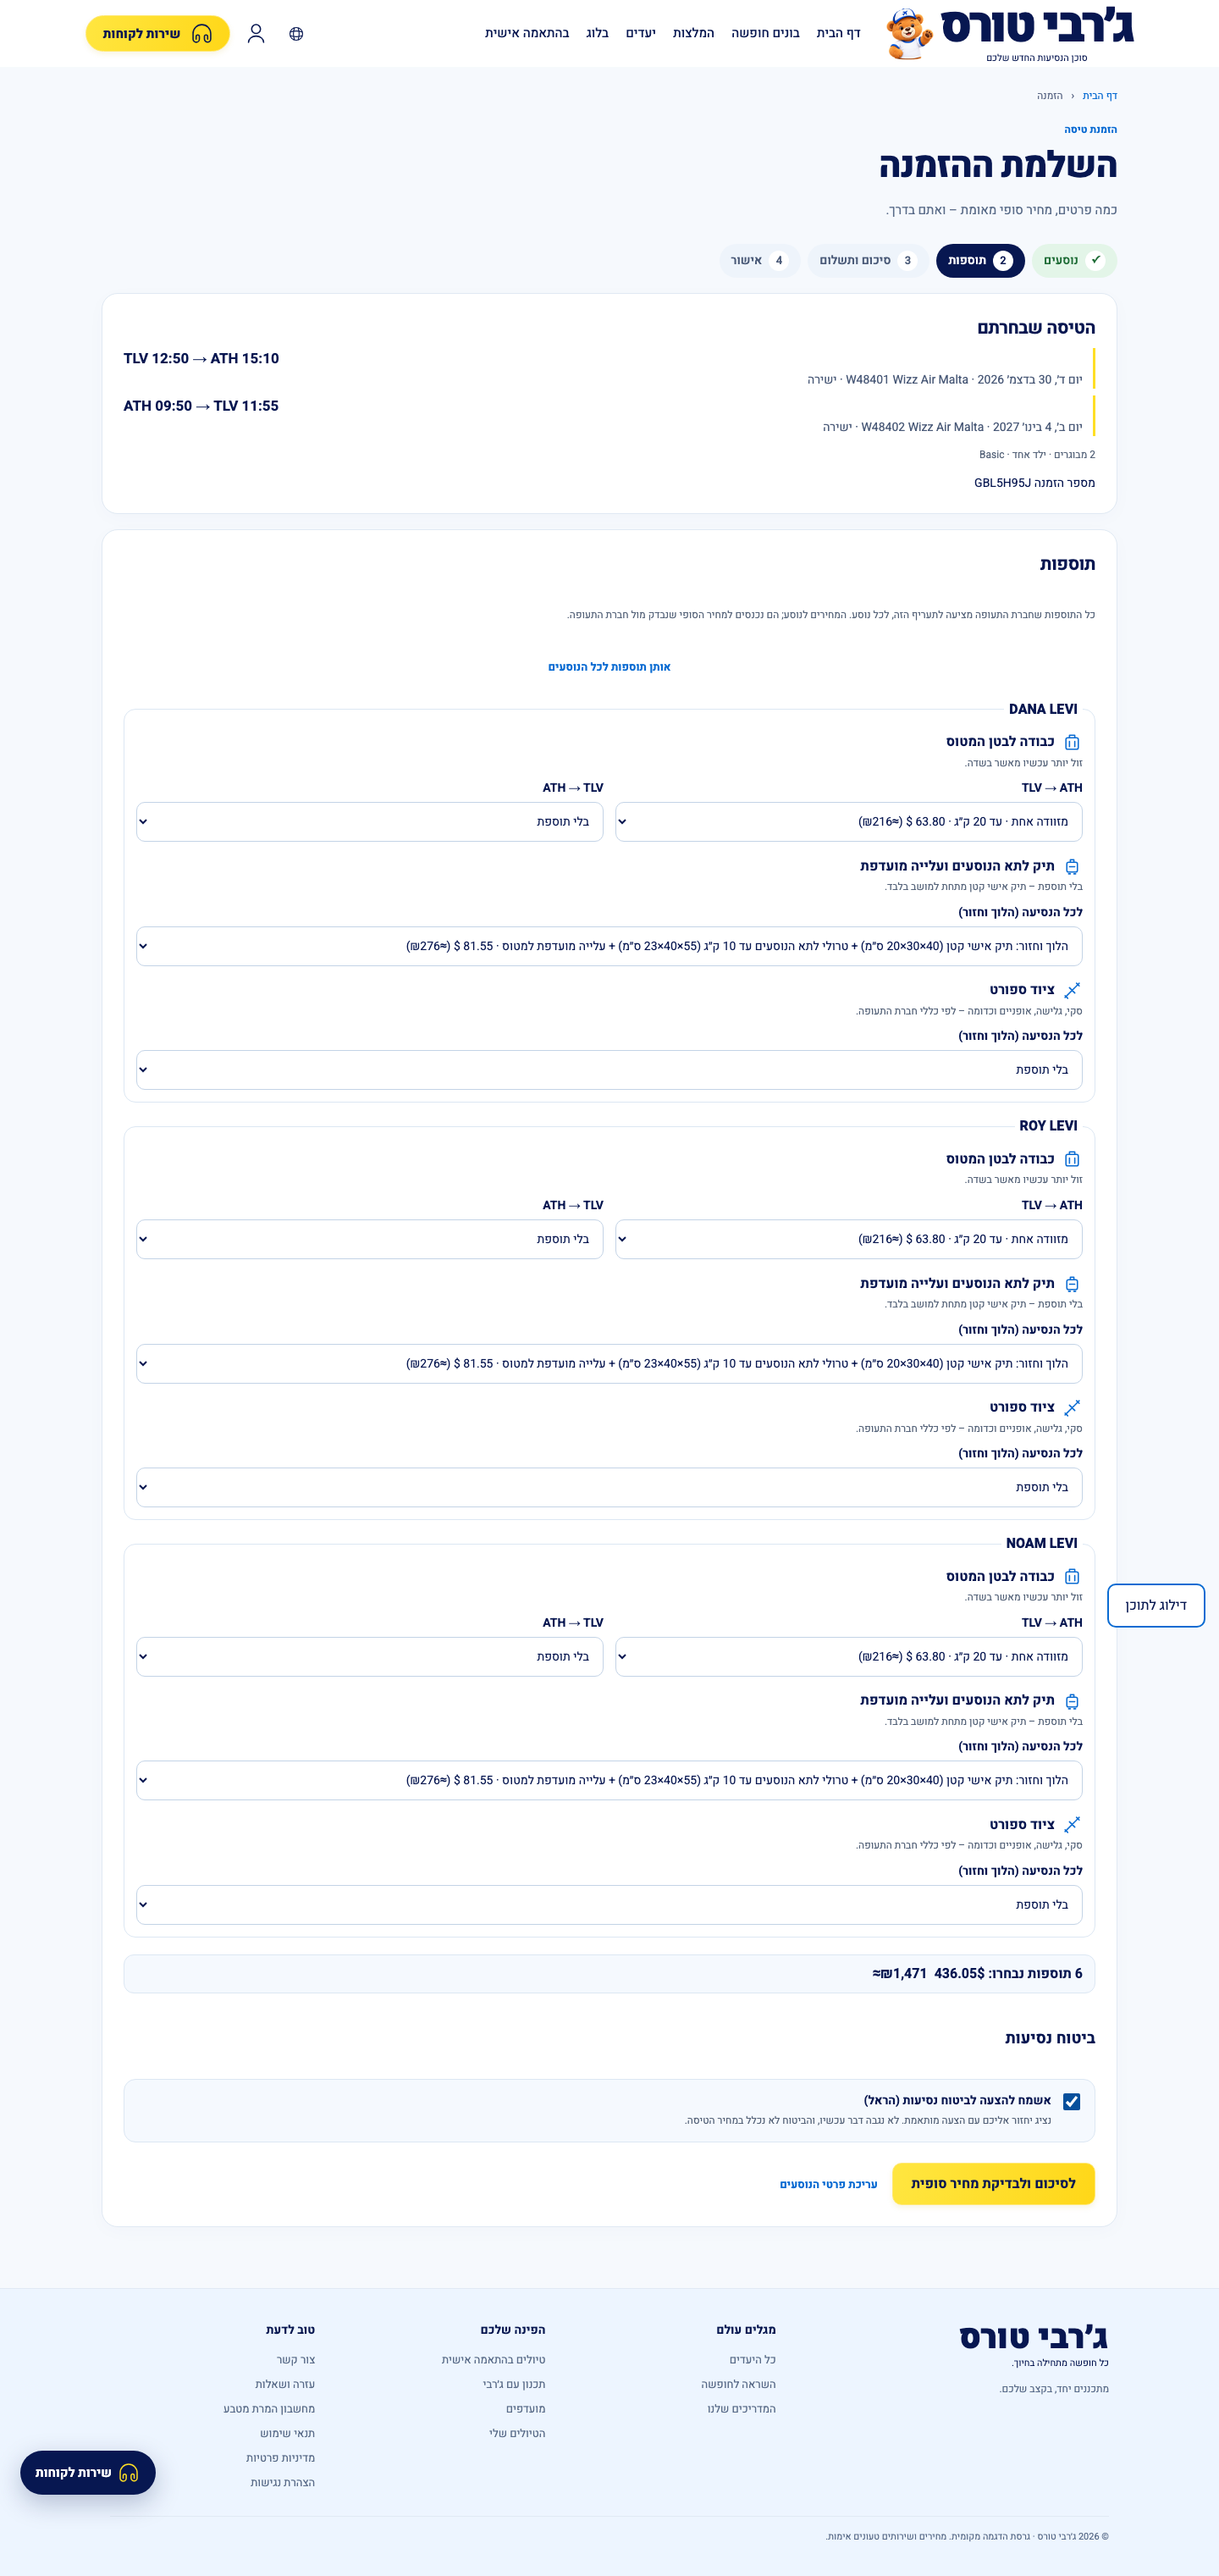 ג'רבי טורס
סוכן הנסיעות החדש שלכם
דף הבית
בונים חופשה
המלצות
יעדים
בלוג
בהתאמה אישית
שירות לקוחות
דף הבית ‹ הזמנה
הזמנת טיסה
השלמת ההזמנה
כמה פרטים, מחיר סופי מאומת – ואתם בדרך.
✓ נוסעים
2 תוספות
3 סיכום ותשלום
4 אישור
הטיסה שבחרתם
TLV 12:50 → ATH 15:10
יום ד׳, 30 בדצמ׳ 2026 · W48401 Wizz Air Malta · ישירה
ATH 09:50 → TLV 11:55
יום ב׳, 4 בינו׳ 2027 · W48402 Wizz Air Malta · ישירה
2 מבוגרים · ילד אחד · Basic
מספר הזמנה GBL5H95J
תוספות
כל התוספות שחברת התעופה מציעה לתעריף הזה, לכל נוסע. המחירים לנוסע; הם נכנסים למחיר הסופי שנבדק מול חברת התעופה.
אותן תוספות לכל הנוסעים
DANA LEVI
כבודה לבטן המטוס
זול יותר עכשיו מאשר בשדה.
TLV → ATH
ATH → TLV
מזוודה אחת · עד 20 ק״ג · 63.80 $ (≈216₪)
בלי תוספת
תיק לתא הנוסעים ועלייה מועדפת
בלי תוספת – תיק אישי קטן מתחת למושב בלבד.
לכל הנסיעה (הלוך וחזור)
הלוך וחזור: תיק אישי קטן (40×30×20 ס״מ) + טרולי לתא הנוסעים עד 10 ק״ג (55×40×23 ס״מ) + עלייה מועדפת למטוס · 81.55 $ (≈276₪)
ציוד ספורט
סקי, גלישה, אופניים וכדומה – לפי כללי חברת התעופה.
לכל הנסיעה (הלוך וחזור)
בלי תוספת
ROY LEVI
כבודה לבטן המטוס
זול יותר עכשיו מאשר בשדה.
TLV → ATH
ATH → TLV
מזוודה אחת · עד 20 ק״ג · 63.80 $ (≈216₪)
בלי תוספת
תיק לתא הנוסעים ועלייה מועדפת
בלי תוספת – תיק אישי קטן מתחת למושב בלבד.
לכל הנסיעה (הלוך וחזור)
הלוך וחזור: תיק אישי קטן (40×30×20 ס״מ) + טרולי לתא הנוסעים עד 10 ק״ג (55×40×23 ס״מ) + עלייה מועדפת למטוס · 81.55 $ (≈276₪)
ציוד ספורט
סקי, גלישה, אופניים וכדומה – לפי כללי חברת התעופה.
לכל הנסיעה (הלוך וחזור)
בלי תוספת
NOAM LEVI
כבודה לבטן המטוס
זול יותר עכשיו מאשר בשדה.
TLV → ATH
ATH → TLV
מזוודה אחת · עד 20 ק״ג · 63.80 $ (≈216₪)
בלי תוספת
דילוג לתוכן
תיק לתא הנוסעים ועלייה מועדפת
בלי תוספת – תיק אישי קטן מתחת למושב בלבד.
לכל הנסיעה (הלוך וחזור)
הלוך וחזור: תיק אישי קטן (40×30×20 ס״מ) + טרולי לתא הנוסעים עד 10 ק״ג (55×40×23 ס״מ) + עלייה מועדפת למטוס · 81.55 $ (≈276₪)
ציוד ספורט
סקי, גלישה, אופניים וכדומה – לפי כללי חברת התעופה.
לכל הנסיעה (הלוך וחזור)
בלי תוספת
6 תוספות נבחרו: 436.05$ ≈₪1,471
ביטוח נסיעות
אשמח להצעה לביטוח נסיעות (הראל)
נציג יחזור אליכם עם הצעה מותאמת. לא נגבה דבר עכשיו, והביטוח לא נכלל במחיר הטיסה.
לסיכום ולבדיקת מחיר סופית
עריכת פרטי הנוסעים
ג'רבי טורס
כל חופשה מתחילה בחיוך.
מתכננים יחד, בקצב שלכם.
מגלים עולם
כל היעדים
השראה לחופשה
המדריכים שלנו
הפינה שלכם
טיולים בהתאמה אישית
תכנון עם ג׳רבי
מועדפים
הטיולים שלי
טוב לדעת
צור קשר
עזרה ושאלות
מחשבון המרת מטבע
תנאי שימוש
מדיניות פרטיות
הצהרת נגישות
שירות לקוחות
© 2026 ג׳רבי טורס · גרסת הדגמה מקומית. מחירים ושירותים טעונים אימות.